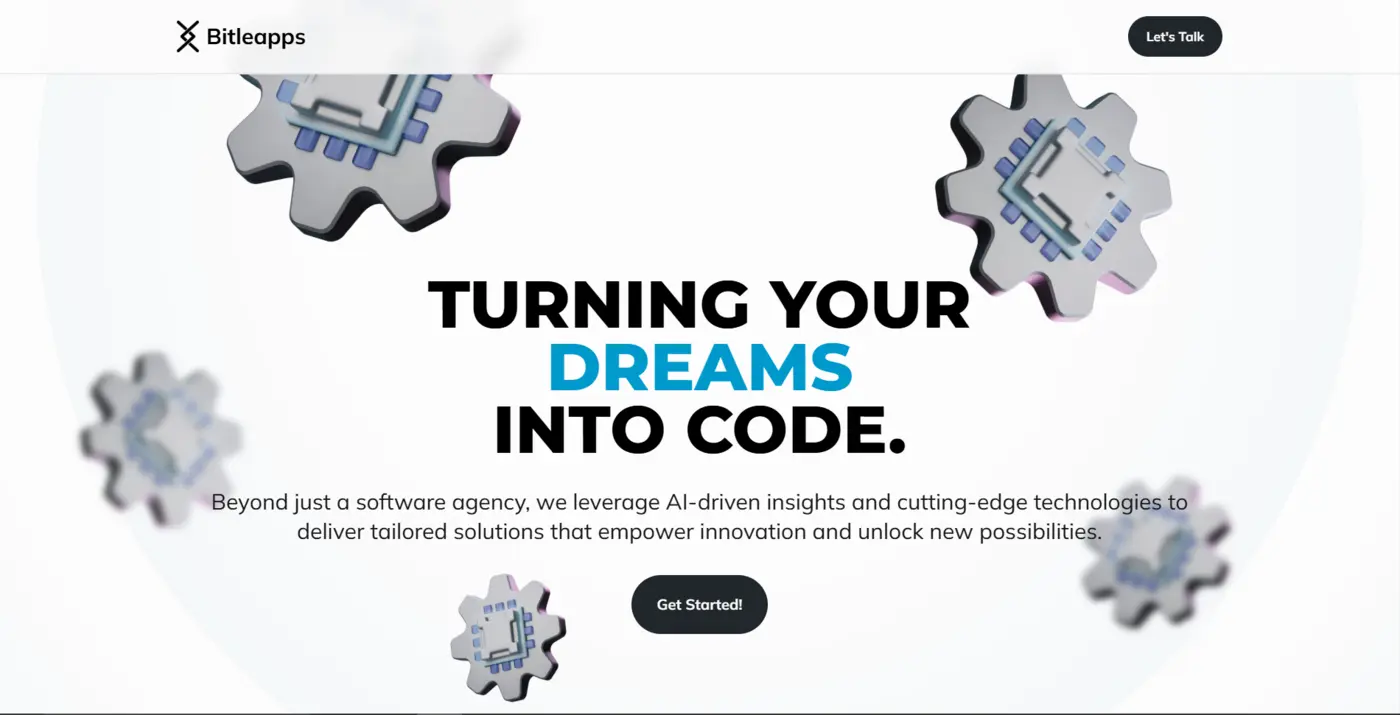 Bitleapps
Let's Talk
TURNING YOUR
DREAMS
INTO CODE.
Beyond just a software agency, we leverage AI-driven insights and cutting-edge technologies to
deliver tailored solutions that empower innovation and unlock new possibilities.
Get Started!